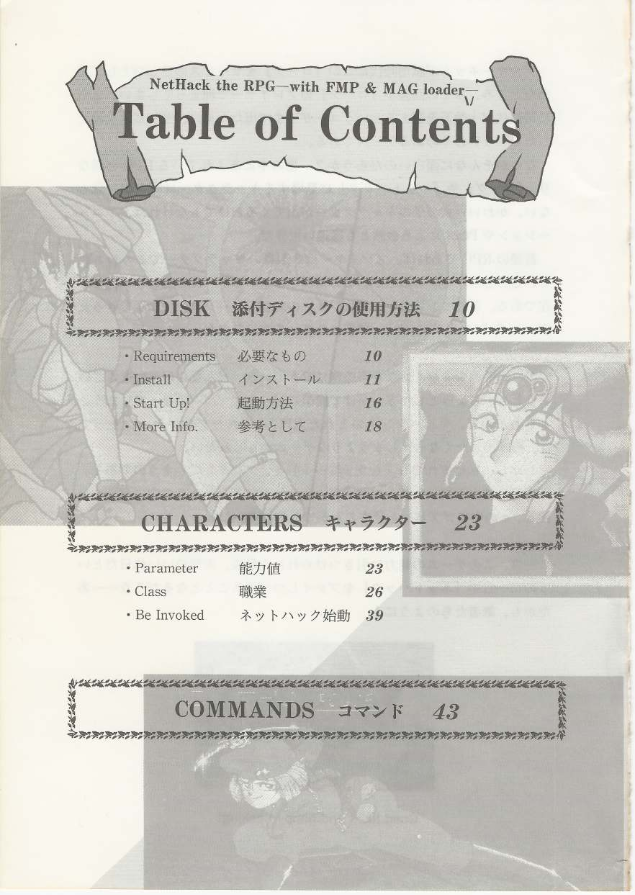 NetHack the RPG—with FMP & MAG loader—
Table of Contents
DISK 添付ディスクの使用方法 10
・Requirements 必要なもの 10
・Install インストール 11
・Start Up! 起動方法 16
・More Info. 参考として 18
CHARACTERS キャラクター 23
・Parameter 能力値 23
・Class 職業 26
・Be Invoked ネットハック始動 39
COMMANDS コマンド 43